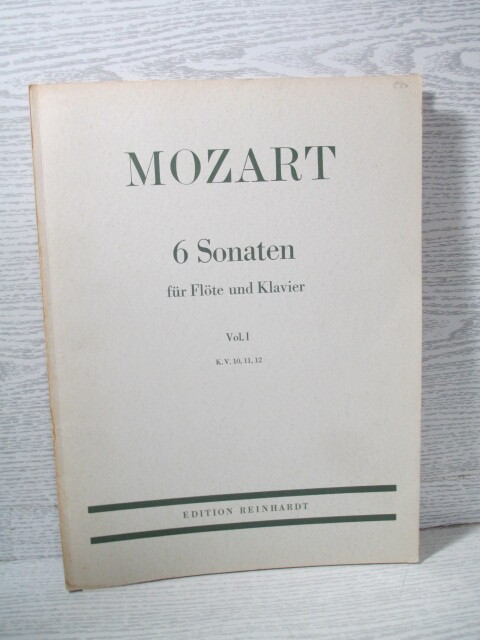 MOZART
6 Sonaten
für Flöte und Klavier
Vol. I
K. V. 10, 11, 12
EDITION REINHARDT